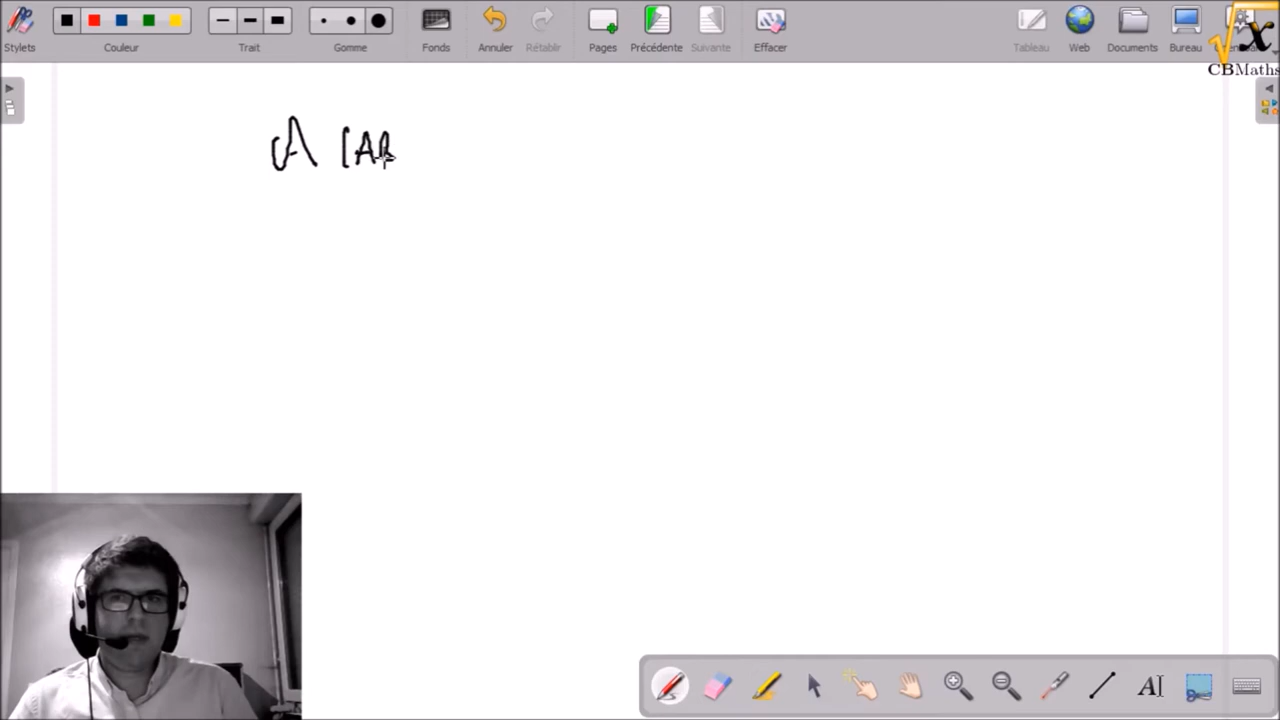 Stylets Couleur Trait Gomme Fonds Annuler Rétablir Pages Précédente Suivante Effacer Tableau Web Documents Bureau
CBMaths
A [AB